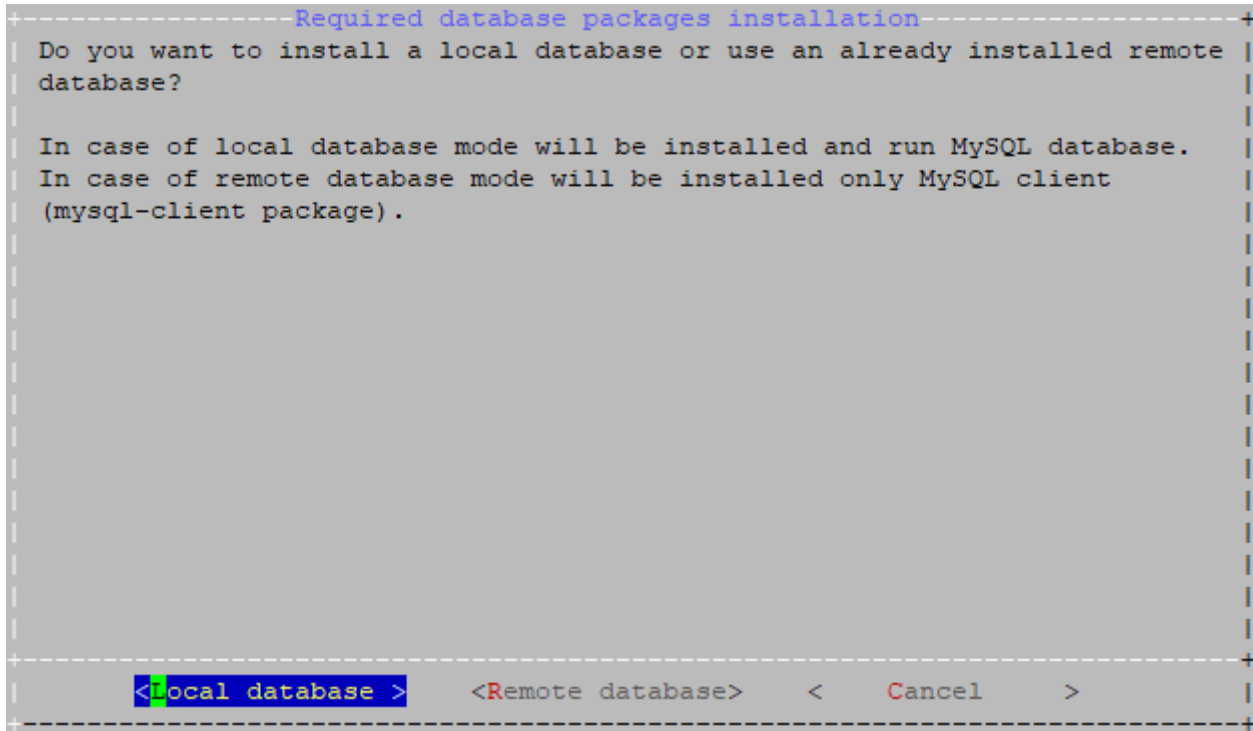 Required database packages installation
Do you want to install a local database or use an already installed remote
database?
In case of local database mode will be installed and run MySQL database.
In case of remote database mode will be installed only MySQL client
(mysql-client package).
<Local database > <Remote database> < Cancel >